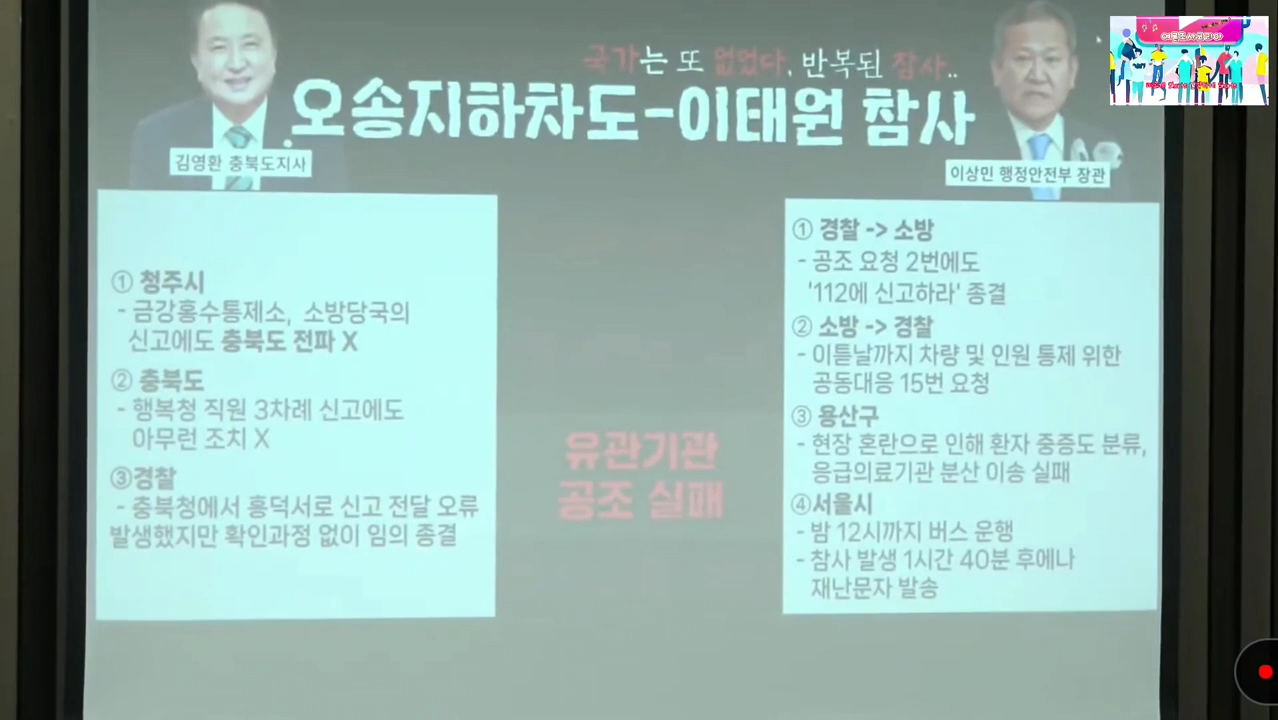 국가는 또 없었다. 반복된 참사..
오송지하차도-이태원 참사
김영환 충북도지사
이상민 행정안전부 장관
① 청주시
- 금강홍수통제소, 소방당국의
신고에도 충북도 전파 X
② 충북도
- 행복청 직원 3차례 신고에도
아무런 조치 X
③경찰
- 충북청에서 흥덕서로 신고 전달 오류
발생했지만 확인과정 없이 임의 종결
유관기관
공조 실패
① 경찰 -> 소방
- 공조 요청 2번에도
'112에 신고하라' 종결
② 소방 -> 경찰
- 이튿날까지 차량 및 인원 통제 위한
공동대응 15번 요청
③ 용산구
- 현장 혼란으로 인해 환자 중증도 분류,
응급의료기관 분산 이송 실패
④서울시
- 밤 12시까지 버스 운행
- 참사 발생 1시간 40분 후에나
재난문자 발송